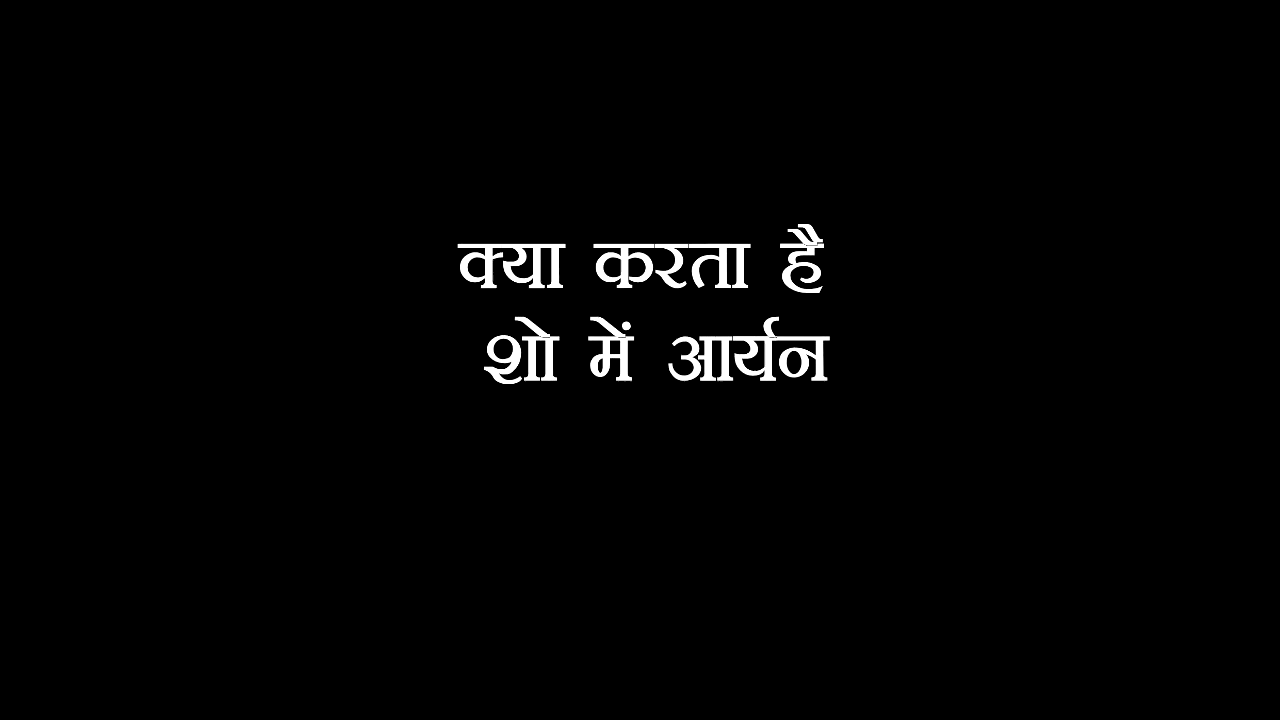 क्या करता है
शो में आर्यन